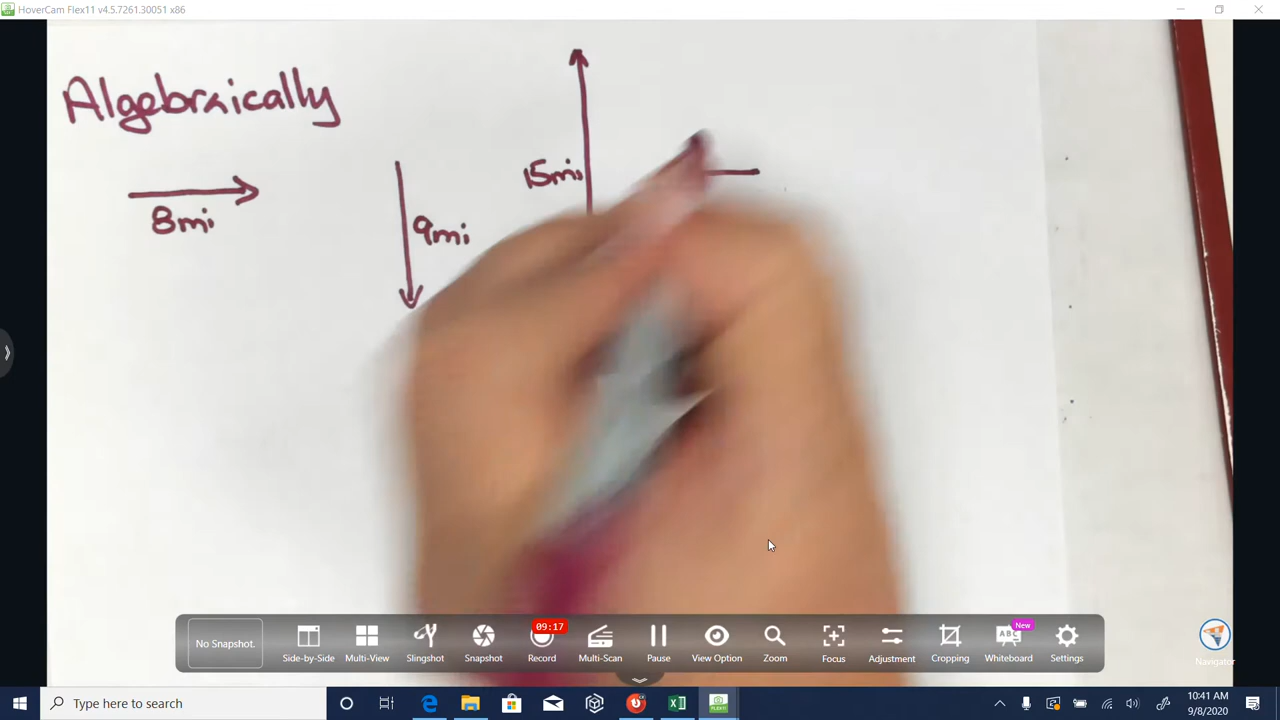 HoverCam Flex11 v4.5.7261.30051 x86
Algebraically
15mi
8mi
9mi
No Snapshot.
Side-by-Side
Multi-View
Slingshot
Snapshot
09:17
Record
Multi-Scan
Pause
View Option
Zoom
Focus
Adjustment
Cropping
New
ABC
Whiteboard
Settings
Navigator
Type here to search
FLEX11
10:41 AM
9/8/2020